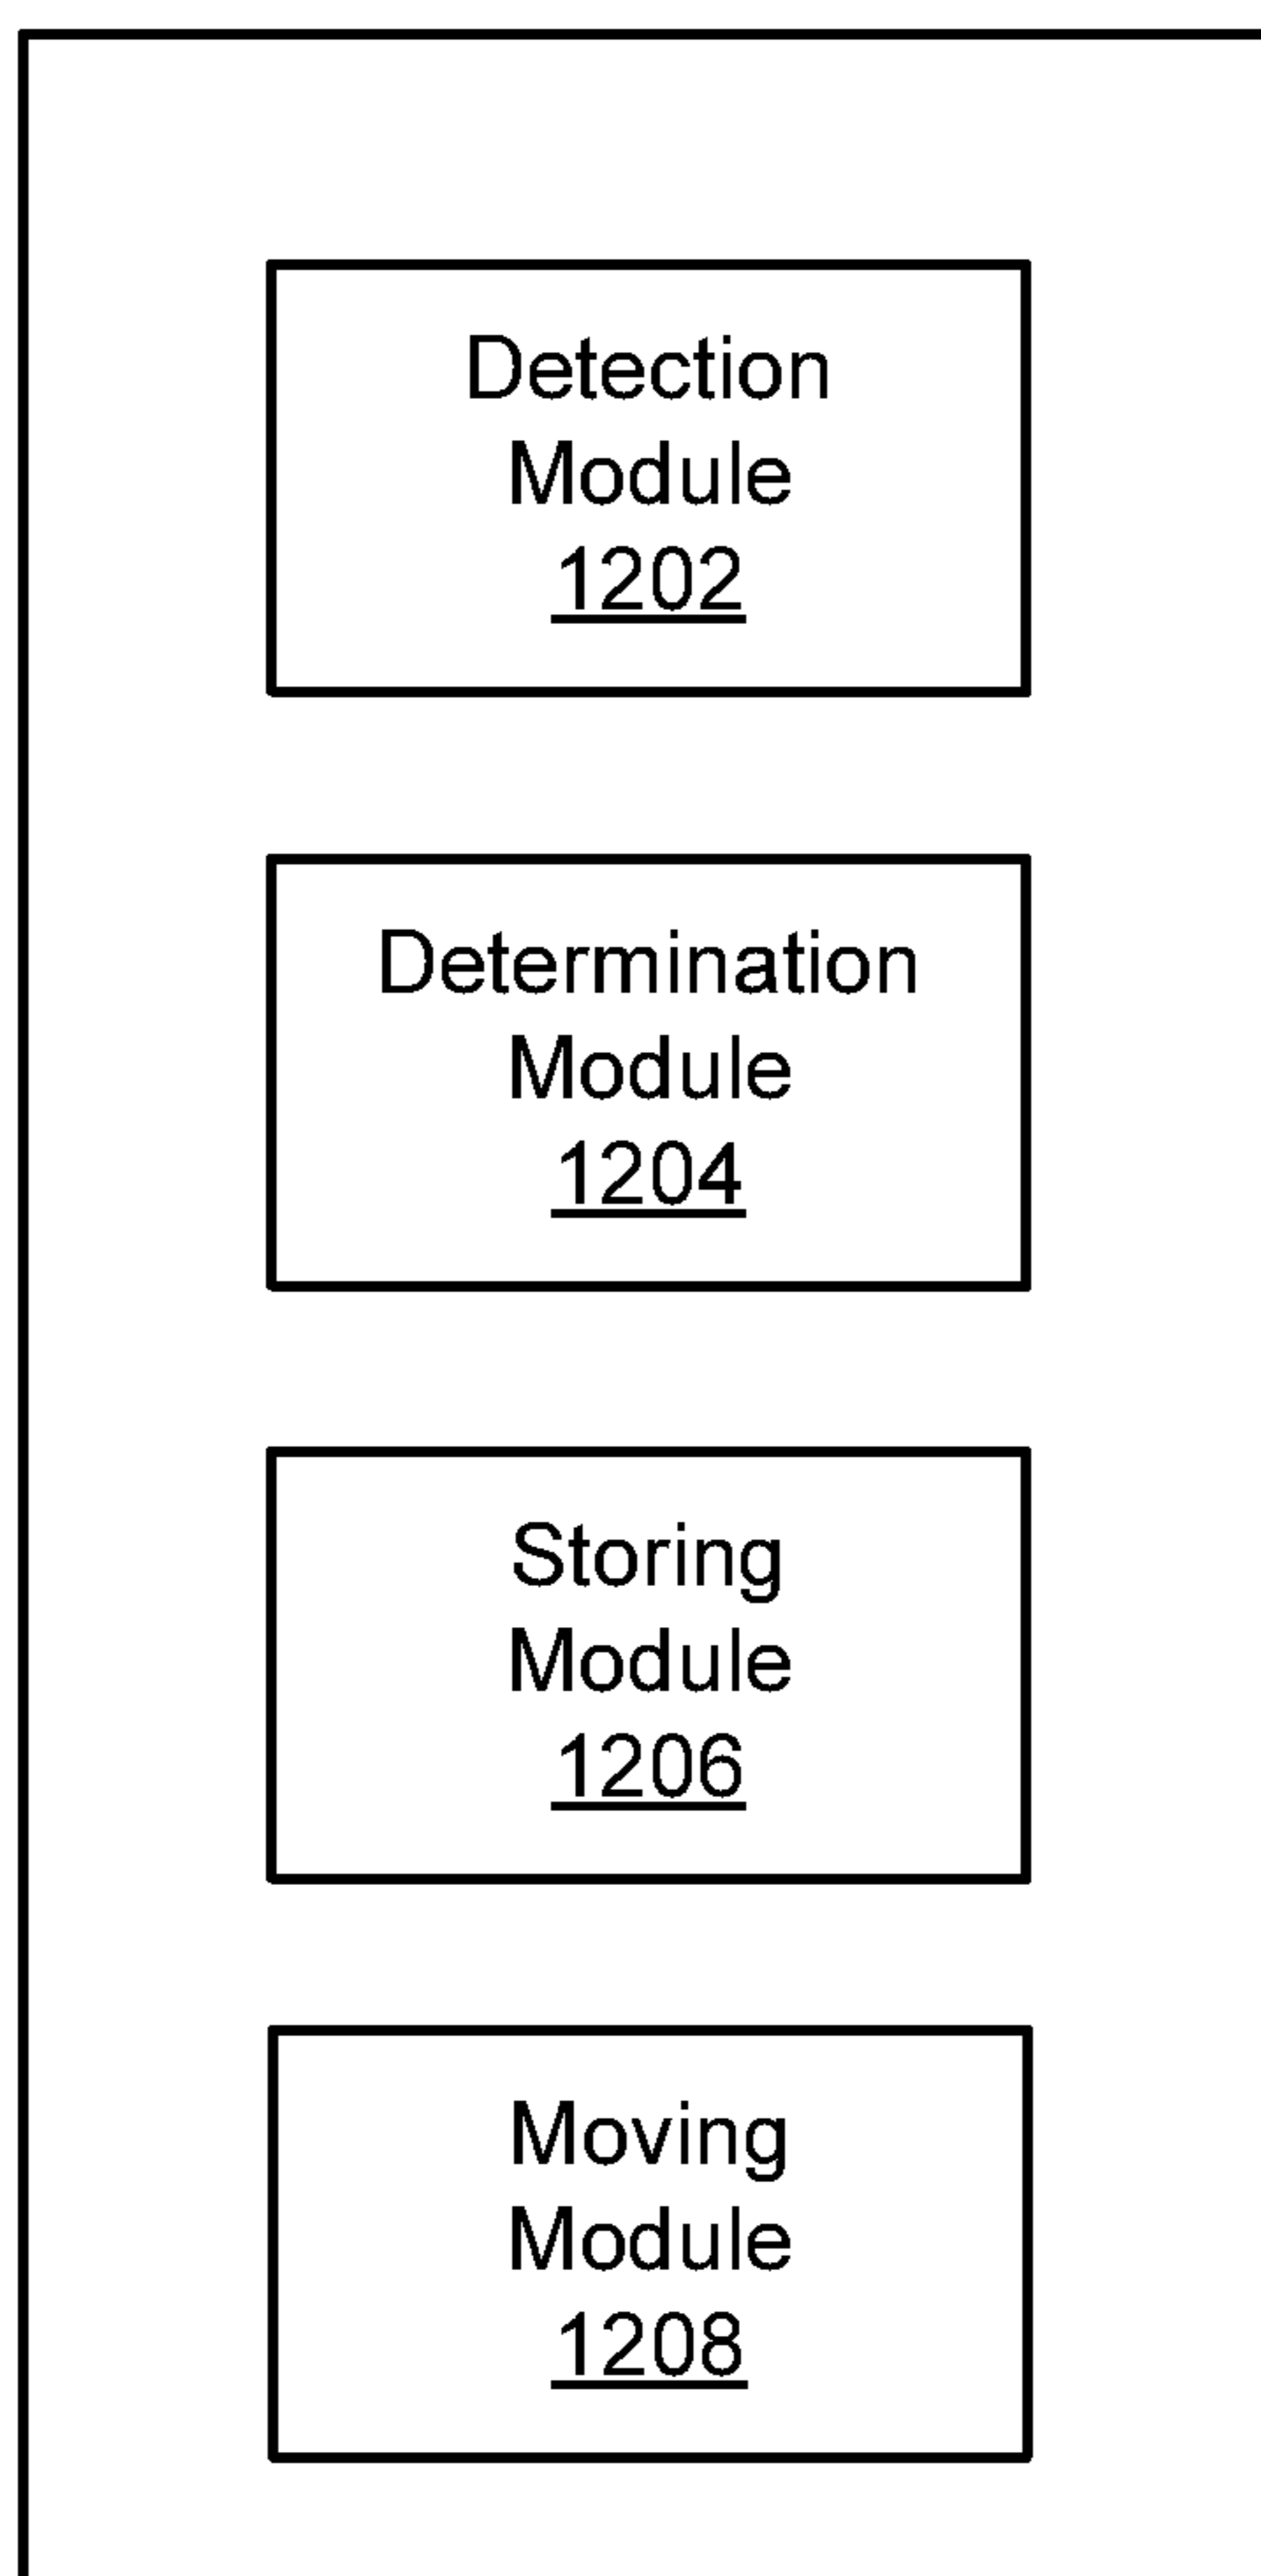 Detection
Module
1202
Determination
Module
1204
Storing
Module
1206
Moving
Module
1208